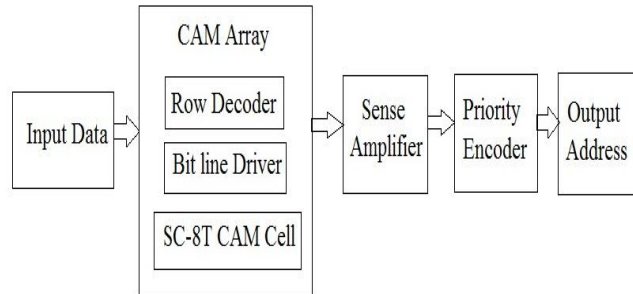 Input Data
CAM Array
Row Decoder
Bit line Driver
SC-8T CAM Cell
Sense
Amplifier
Priority
Encoder
Output
Address